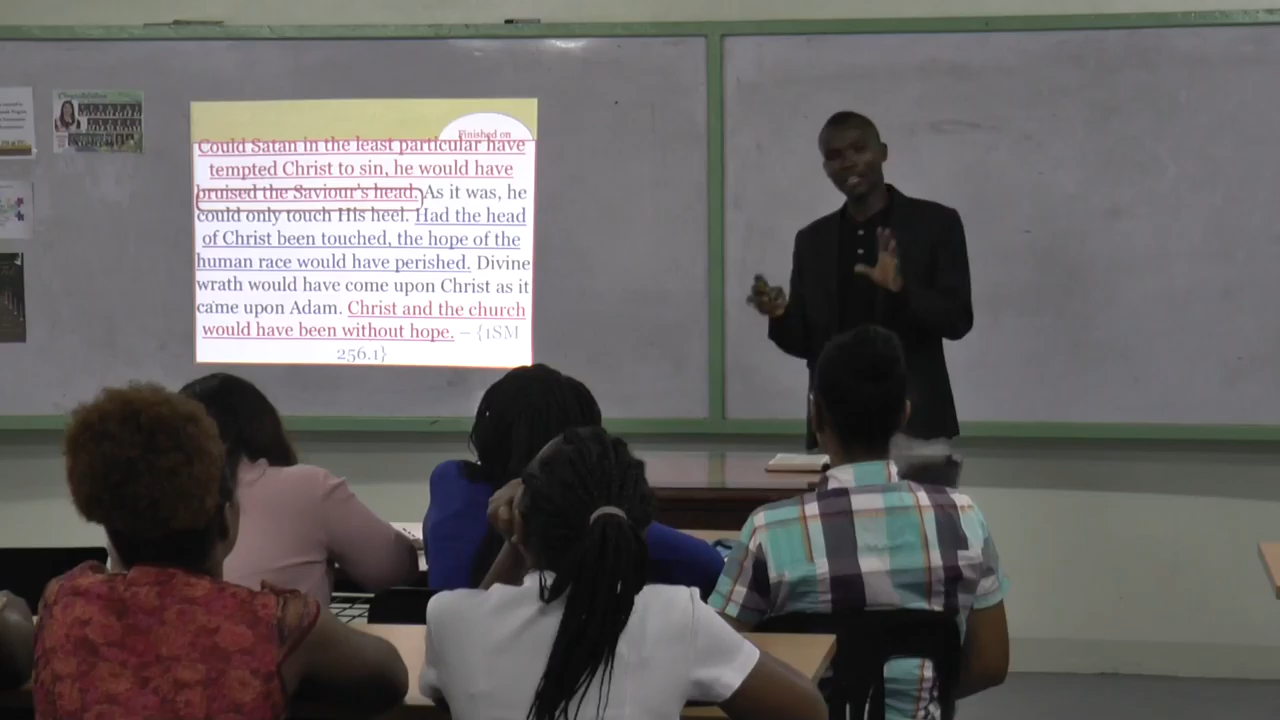 Finished on
Could Satan in the least particular have
tempted Christ to sin, he would have
bruised the Saviour's head. As it was, he
could only touch His heel. Had the head
of Christ been touched, the hope of the
human race would have perished. Divine
wrath would have come upon Christ as it
came upon Adam. Christ and the church
would have been without hope. – {1SM
256.1}